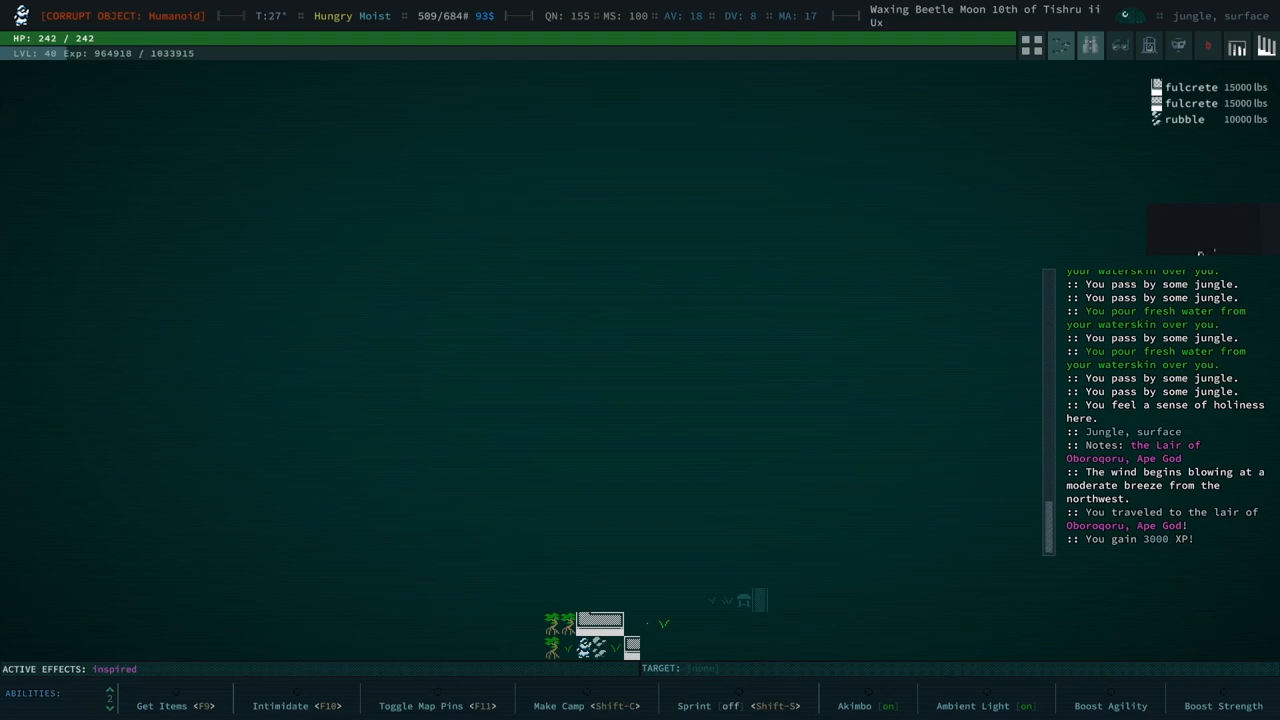 [CORRUPT OBJECT: Humanoid] T:27° :: Hungry Moist :: 509/684# 93$ QN: 155 :: MS: 100 :: AV: 18 :: DV: 8 :: MA: 17 Waxing Beetle Moon 10th of Tishru ii Ux :: jungle, surface
HP: 242 / 242
LVL: 40 Exp: 964918 / 1033915
fulcrete 15000 lbs
fulcrete 15000 lbs
rubble 10000 lbs
your waterskin over you.
:: You pass by some jungle.
:: You pass by some jungle.
:: You pour fresh water from
your waterskin over you.
:: You pass by some jungle.
:: You pour fresh water from
your waterskin over you.
:: You pass by some jungle.
:: You pass by some jungle.
:: You feel a sense of holiness
here.
:: Jungle, surface
:: Notes: the Lair of
Oboroqoru, Ape God
:: The wind begins blowing at a
moderate breeze from the
northwest.
:: You traveled to the lair of
Oboroqoru, Ape God!
:: You gain 3000 XP!
ACTIVE EFFECTS: inspired
TARGET: [none]
ABILITIES: 2 Get Items <F9> Intimidate <F10> Toggle Map Pins <F11> Make Camp <Shift-C> Sprint [off] <Shift-S> Akimbo [on] Ambient Light [on] Boost Agility Boost Strength